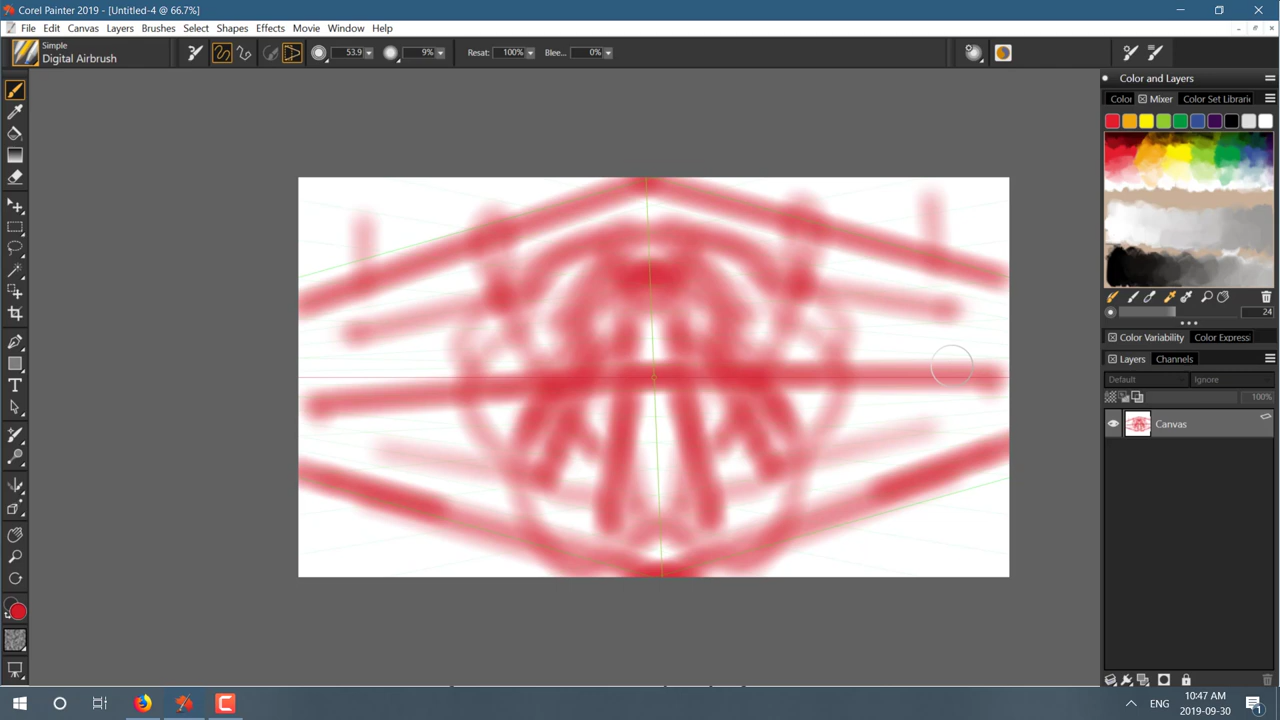 Corel Painter 2019 - [Untitled-4 @ 66.7%]
File Edit Canvas Layers Brushes Select Shapes Effects Movie Window Help
Simple
Digital Airbrush
53.9
9%
Resat: 100%
Blee... 0%
Color and Layers
Color Mixer Color Set Librari
24
Color Variability Color Express
Layers Channels
Default Ignore
100%
Canvas
T
10:47 AM
ENG
2019-09-30
1